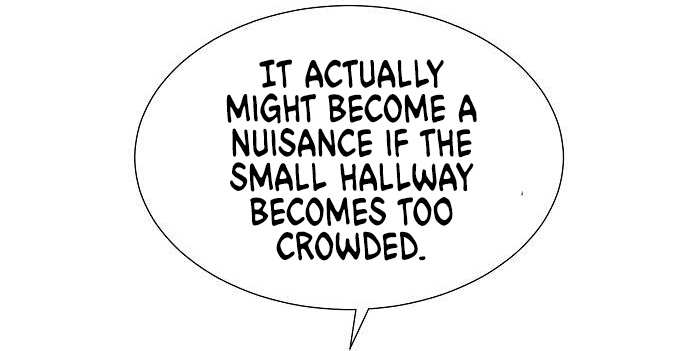 IT ACTUALLY
MIGHT BECOME A
NUISANCE IF THE
SMALL HALLWAY
BECOMES TOO
CROWDED.